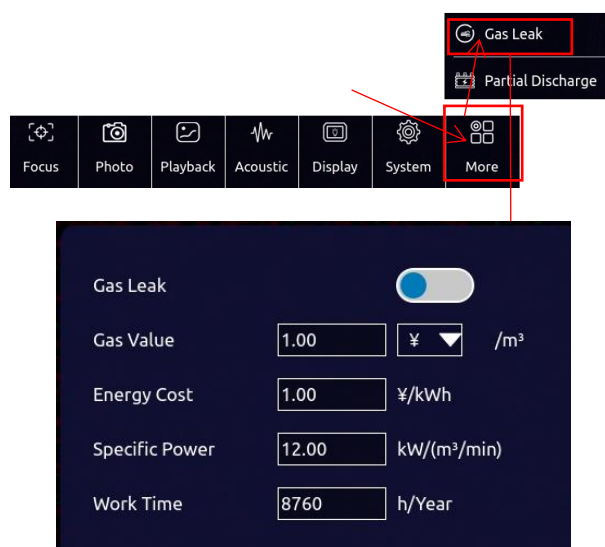 Gas Leak
Partial Discharge
Focus Photo Playback Acoustic Display System More
Gas Leak
Gas Value 1.00 ¥ /m³
Energy Cost 1.00 ¥/kWh
Specific Power 12.00 kW/(m³/min)
Work Time 8760 h/Year